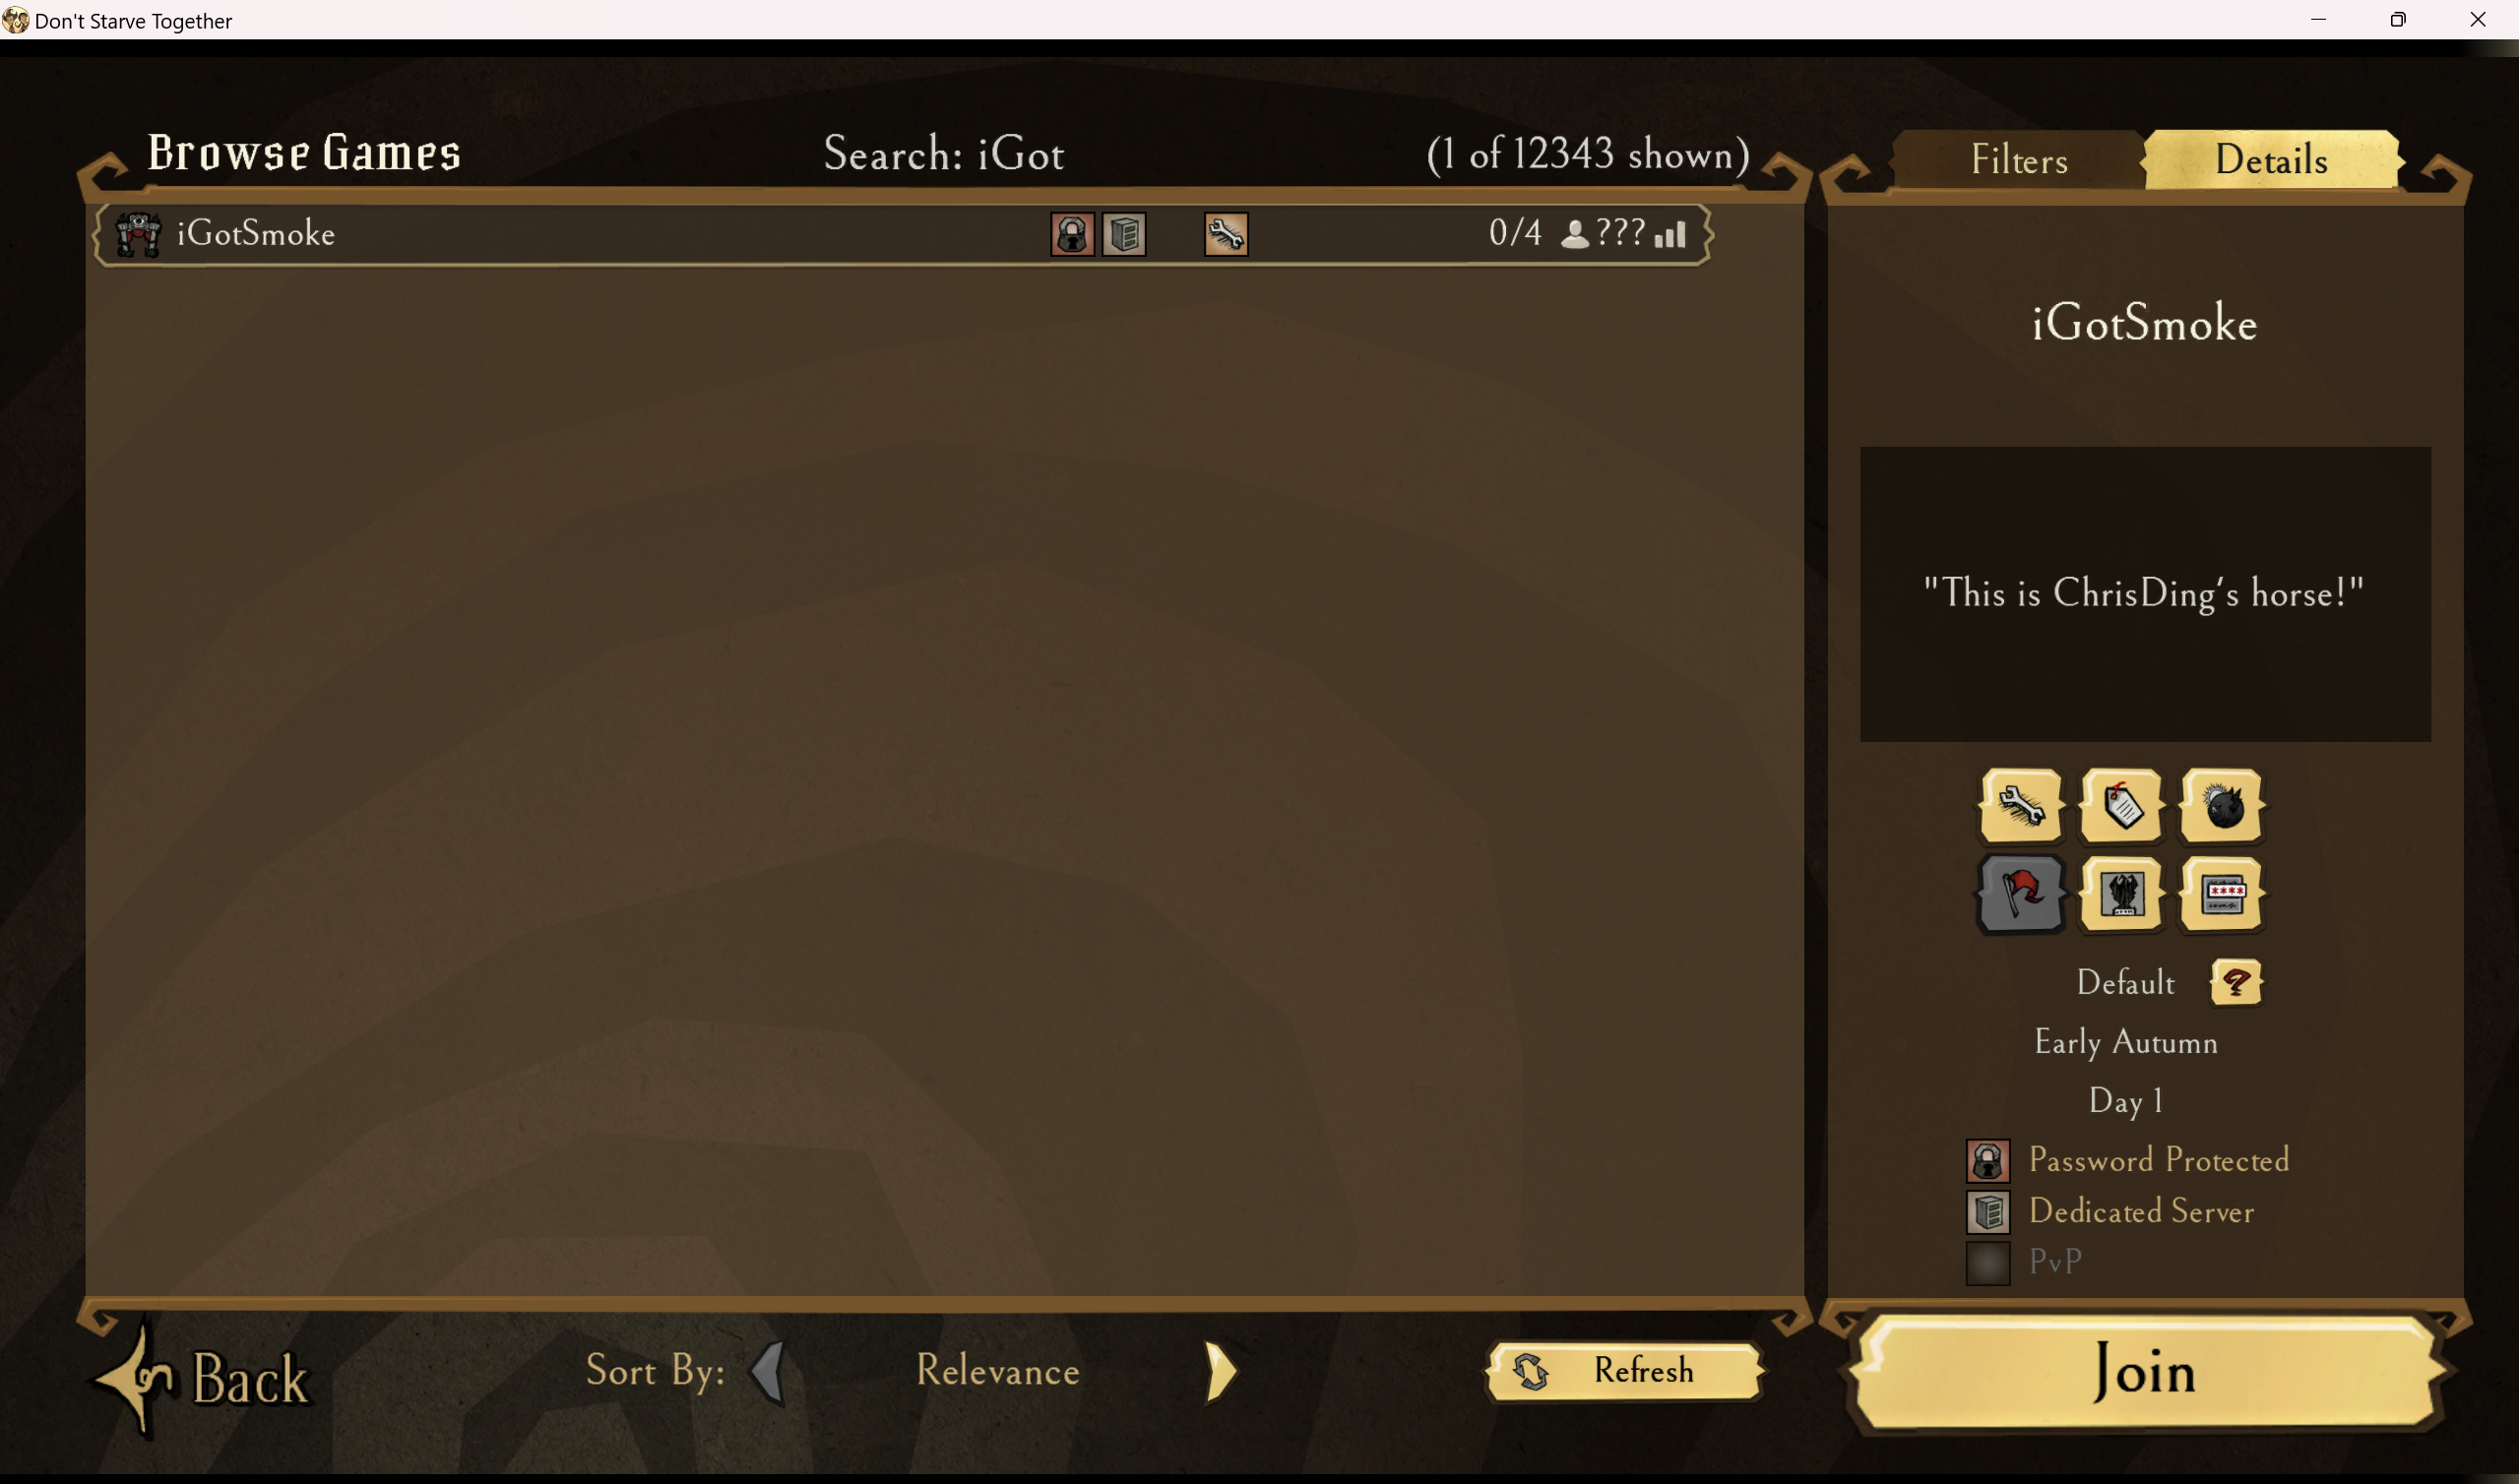 Don't Starve Together
Browse Games
Search: iGot
(1 of 12343 shown)
Filters
Details
iGotSmoke
0/4
???
iGotSmoke
"This is ChrisDing's horse!"
****
Default
?
Early Autumn
Day 1
Password Protected
Dedicated Server
PvP
Back
Sort By:
Relevance
Refresh
Join